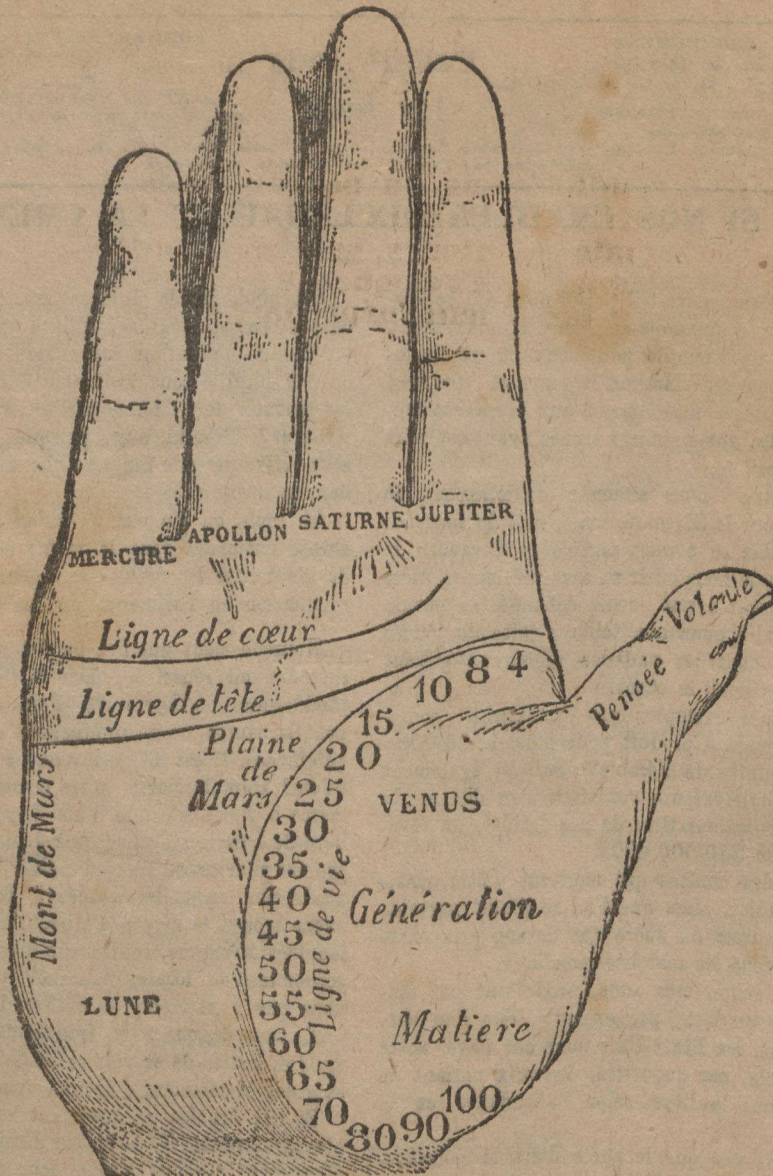 MERCURE
APOLLON
SATURNE
JUPITER
Ligne de cœur
Volonte
Pensée
Ligne de tête
4
8
10
15
20
25
30
35
40
45
50
55
60
65
70
80
90
100
Plaine
de
Mars
VENUS
Mont de Mars
Ligne de vie
Génération
LUNE
Matiere